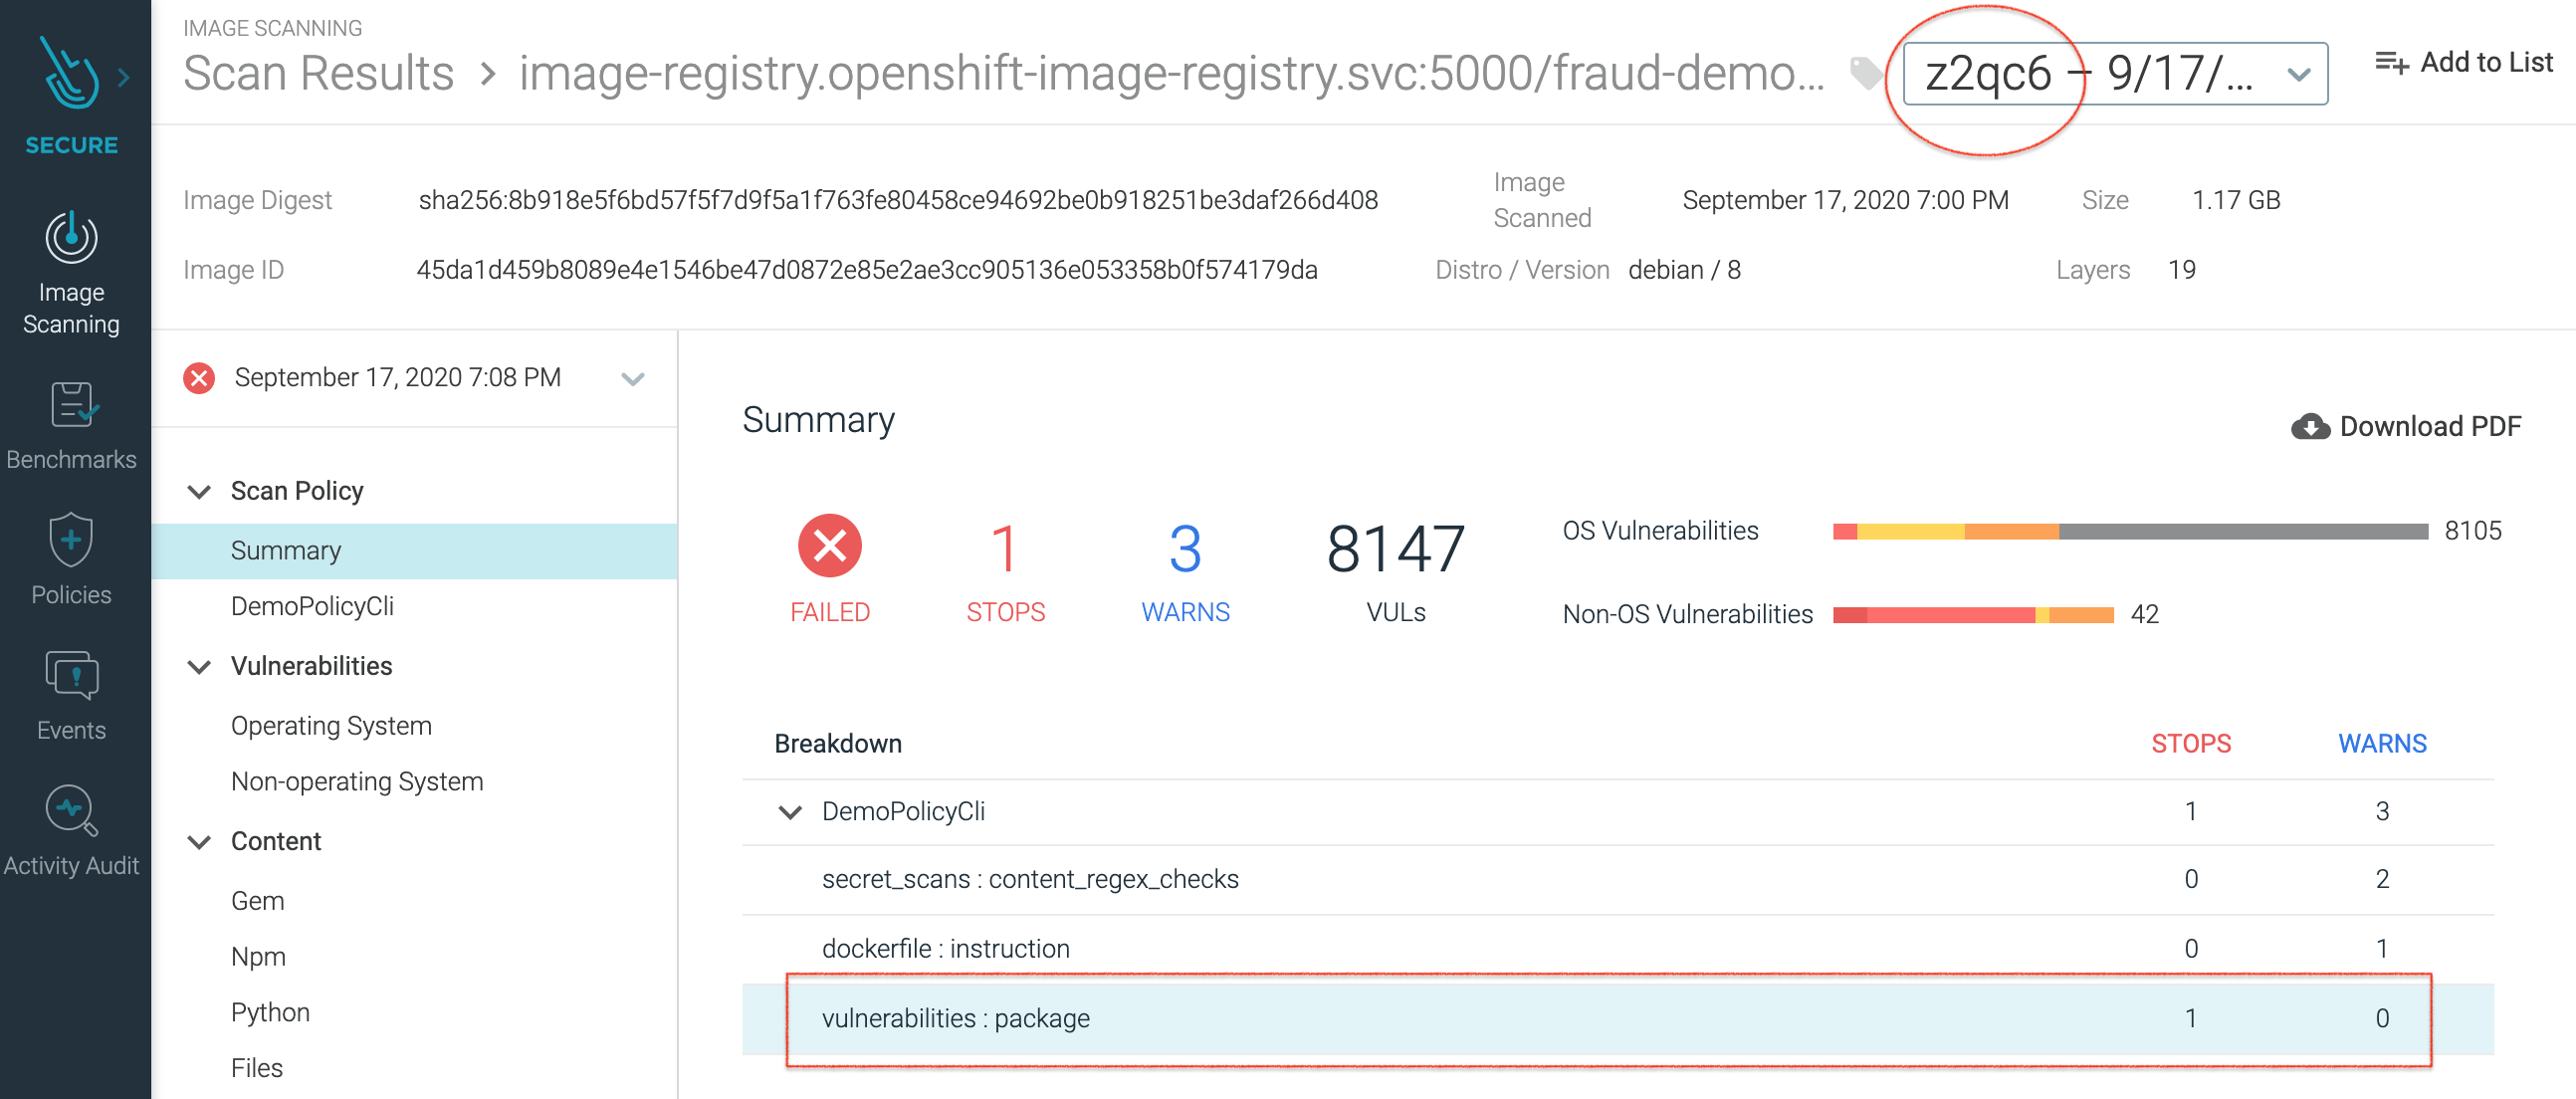 IMAGE SCANNING
Scan Results > image-registry.openshift-image-registry.svc:5000/fraud-demo... z2qc6 – 9/17/... Add to List
SECURE
Image Scanning
Benchmarks
Policies
Events
Activity Audit
Image Digest sha256:8b918e5f6bd57f5f7d9f5a1f763fe80458ce94692be0b918251be3daf266d408 Image Scanned September 17, 2020 7:00 PM Size 1.17 GB
Image ID 45da1d459b8089e4e1546be47d0872e85e2ae3cc905136e053358b0f574179da Distro / Version debian / 8 Layers 19
September 17, 2020 7:08 PM
Scan Policy
Summary
DemoPolicyCli
Vulnerabilities
Operating System
Non-operating System
Content
Gem
Npm
Python
Files
Summary
Download PDF
FAILED
1 STOPS
3 WARNS
8147 VULs
OS Vulnerabilities 8105
Non-OS Vulnerabilities 42
Breakdown STOPS WARNS
DemoPolicyCli 1 3
secret_scans : content_regex_checks 0 2
dockerfile : instruction 0 1
vulnerabilities : package 1 0